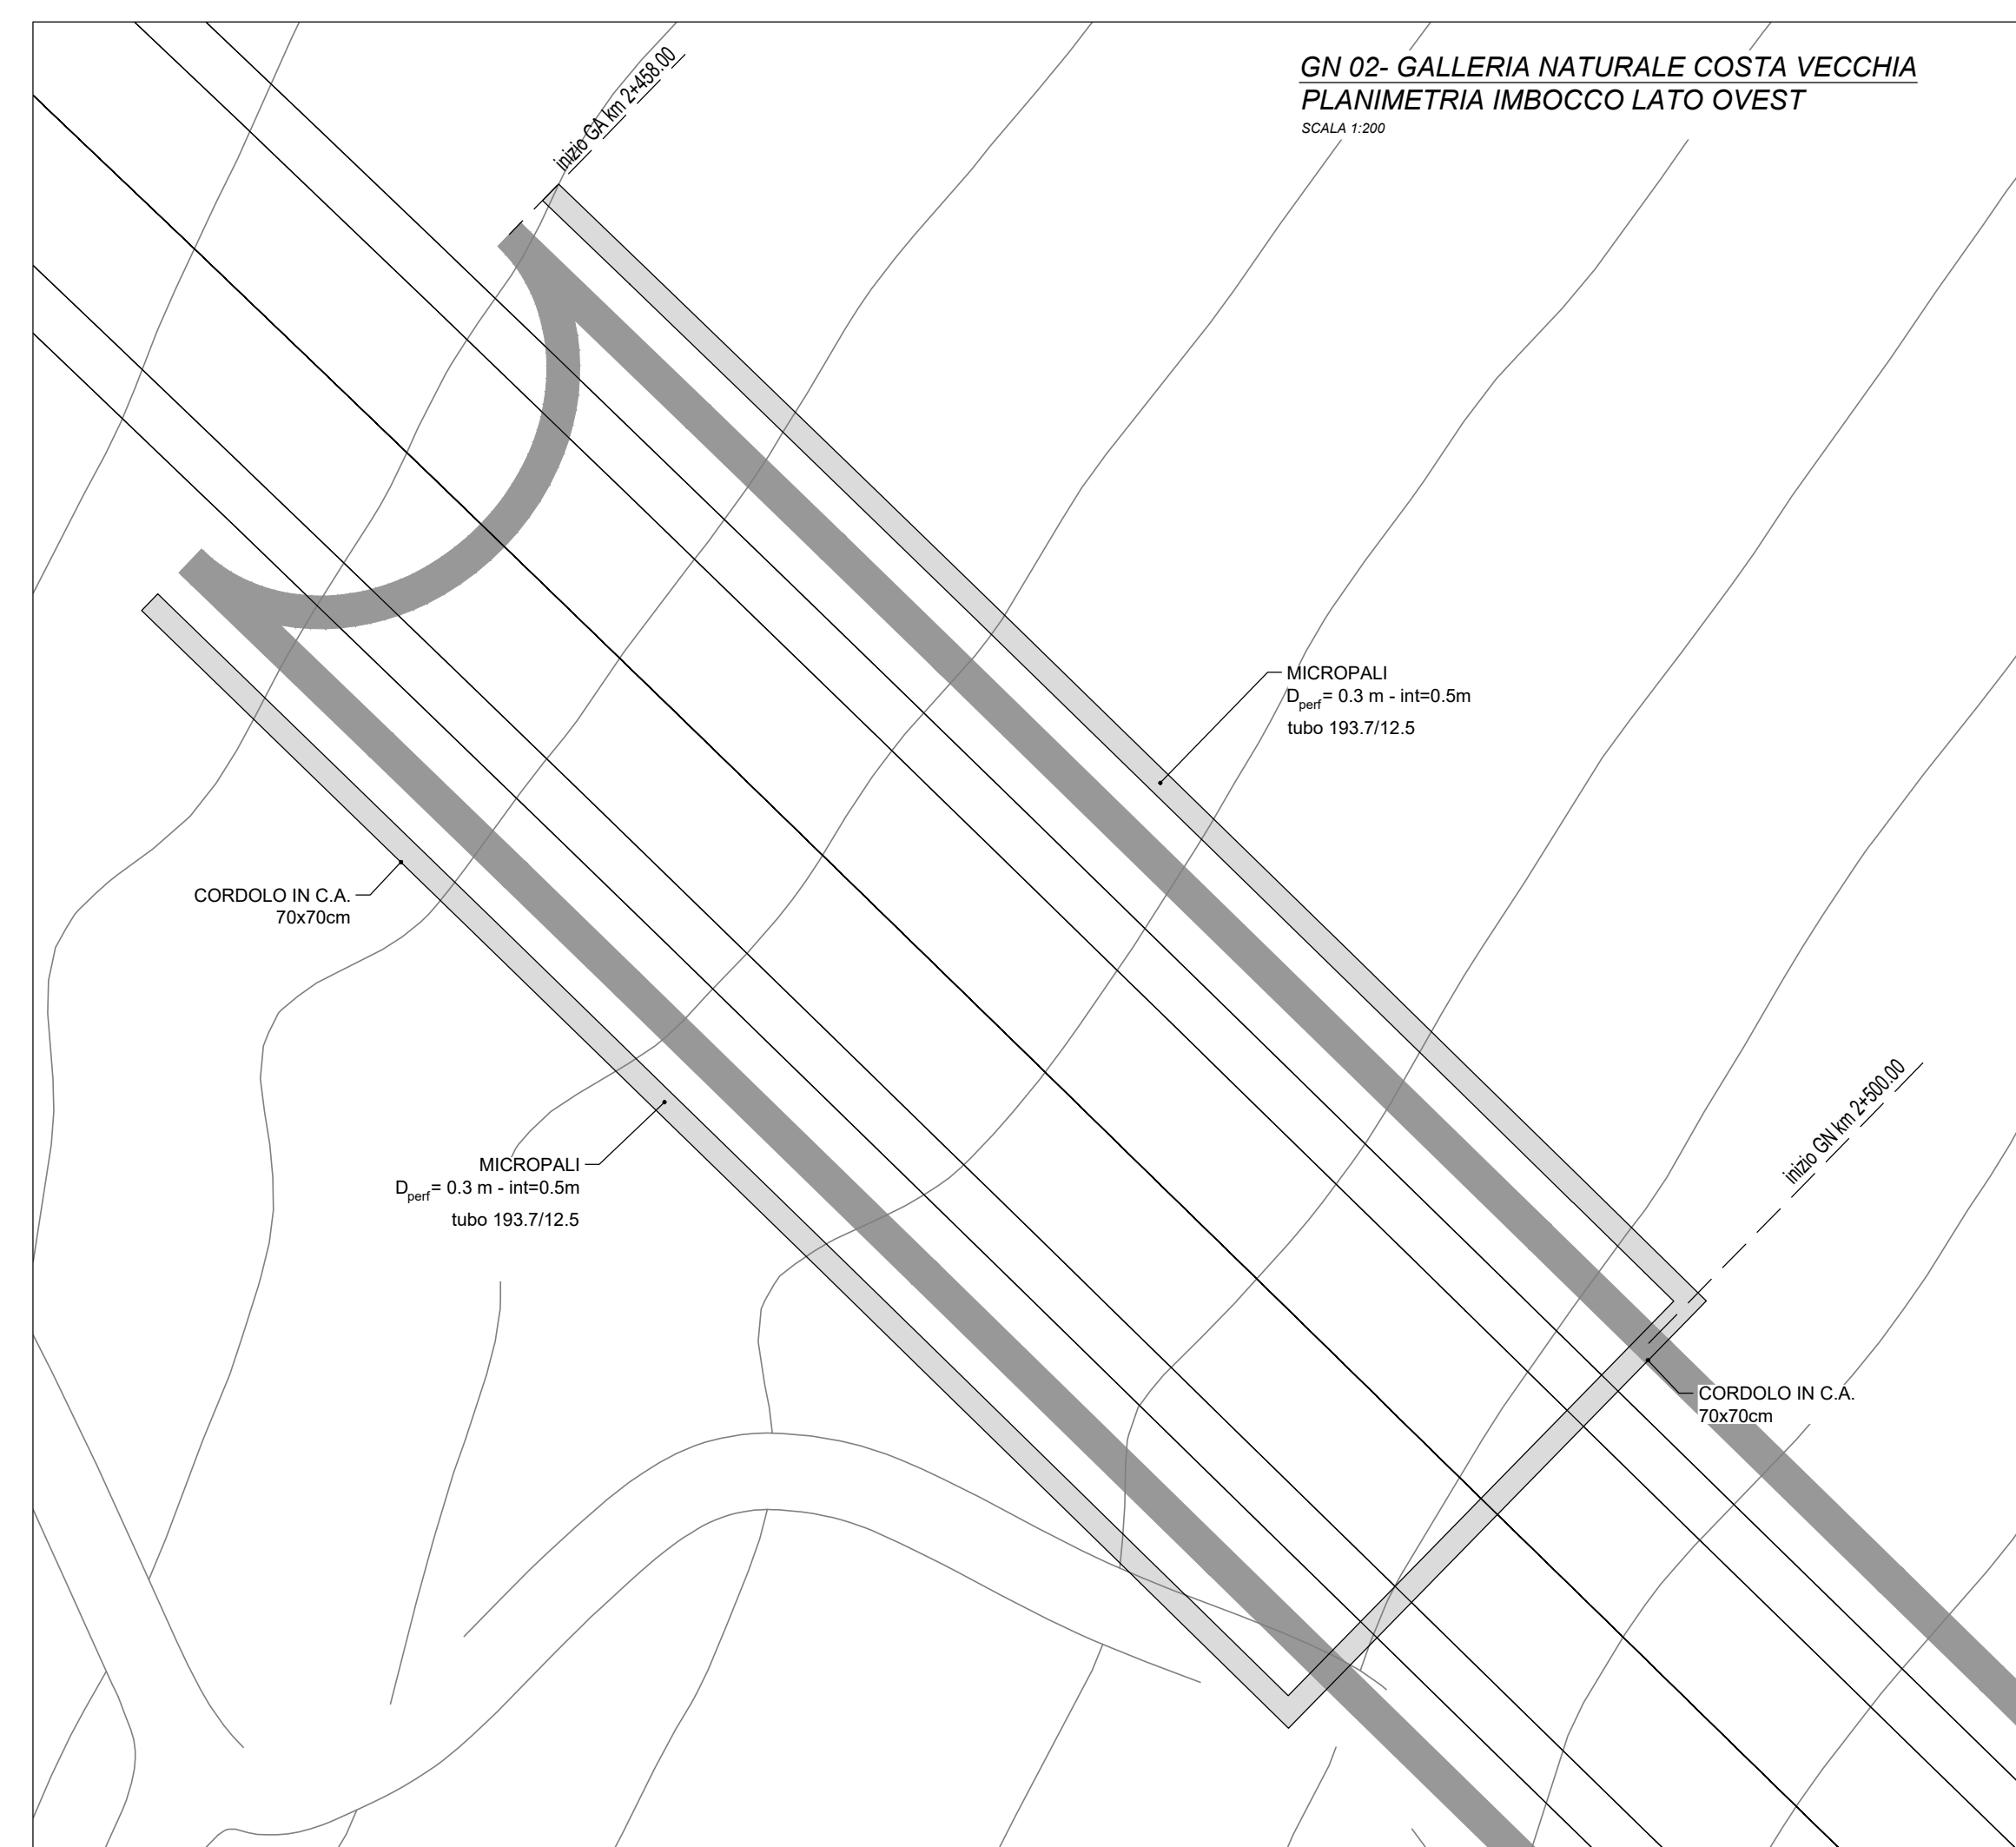 GN 02- GALLERIA NATURALE COSTA VECCHIA
PLANIMETRIA IMBOCCO LATO OVEST
SCALA 1:200
inizio GA km 2+458.00
MICROPALI
Dperf= 0.3 m - int=0.5m
tubo 193.7/12.5
CORDOLO IN C.A.
70x70cm
MICROPALI
Dperf= 0.3 m - int=0.5m
tubo 193.7/12.5
inizio GN km 2+500.00
CORDOLO IN C.A.
70x70cm